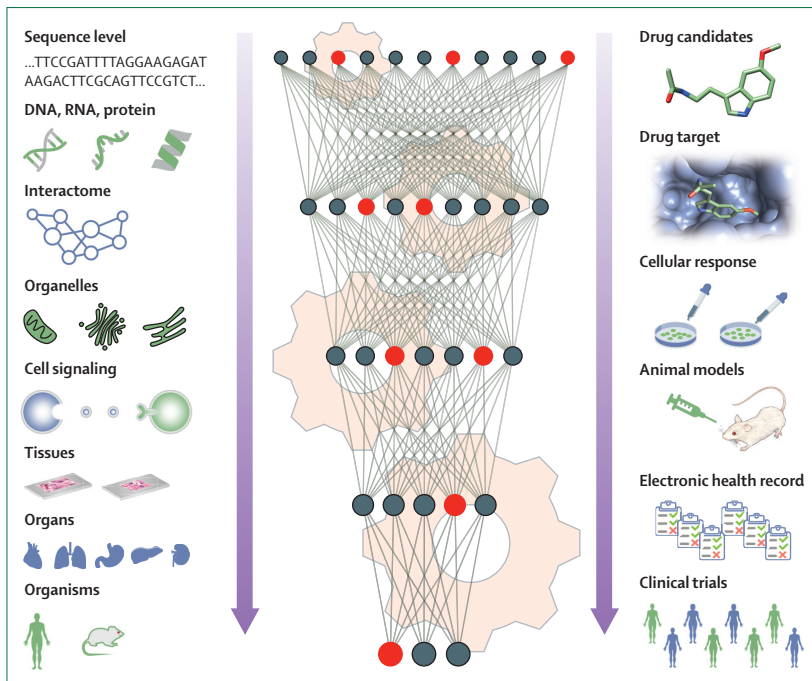 Sequence level
...TTCCGATTTTAGGAAGAGAT
AAGACTTCGCAGTTCCGTCT...
DNA, RNA, protein
Interactome
Organelles
Cell signaling
Tissues
Organs
Organisms
Drug candidates
Drug target
Cellular response
Animal models
Electronic health record
Clinical trials